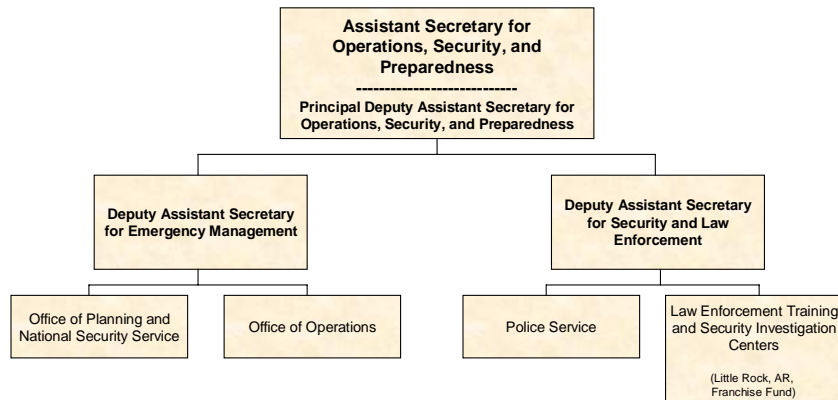 Assistant Secretary for
Operations, Security, and
Preparedness
----------------------------
Principal Deputy Assistant Secretary for
Operations, Security, and Preparedness
Deputy Assistant Secretary
for Emergency Management
Deputy Assistant Secretary
for Security and Law
Enforcement
Office of Planning and
National Security Service
Office of Operations
Police Service
Law Enforcement Training
and Security Investigation
Centers
(Little Rock, AR,
Franchise Fund)